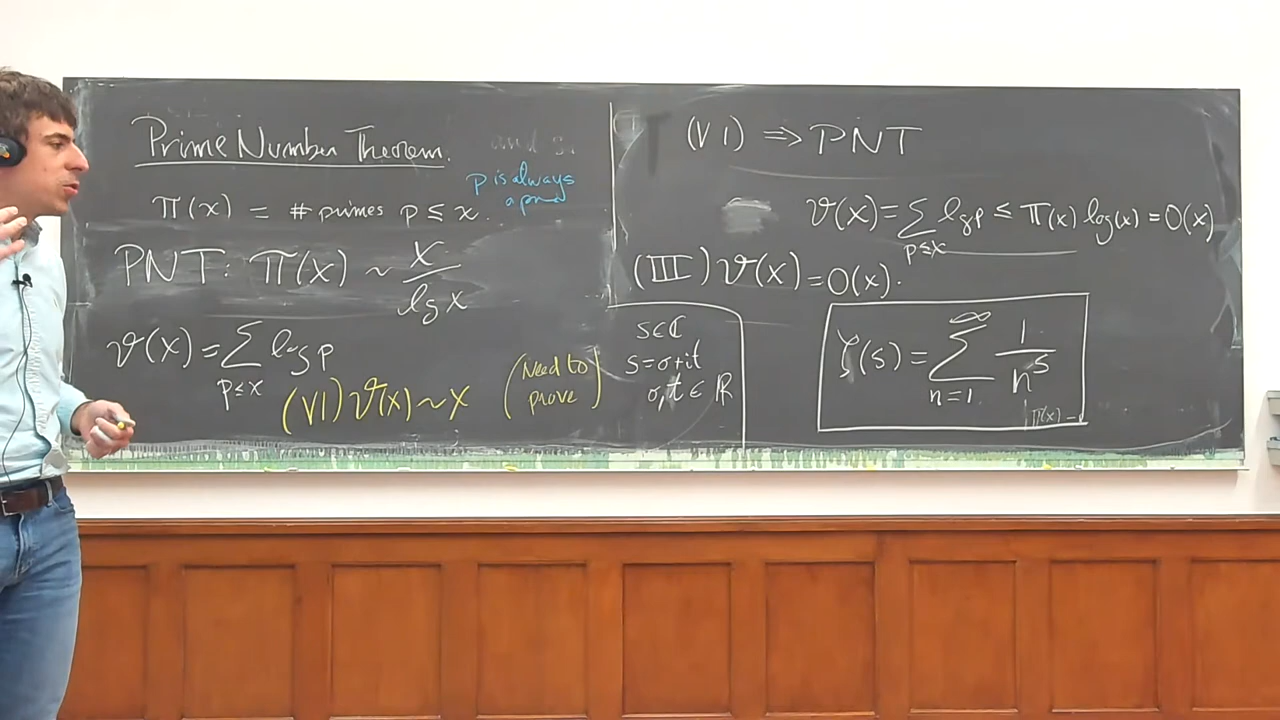 Prime Number Theorem.
p is always
π(x) = # primes p ≤ x.
PNT: π(x) ~ x / log x
ϑ(x) = ∑_{p≤x} log p
(VI) ϑ(x) ~ x (Need to prove)
(VI) ⇒ PNT
ϑ(x) = ∑_{p≤x} log p ≤ π(x) log(x) = O(x)
(III) ϑ(x) = O(x).
s∈ℂ
s=σ+it
σ,t ∈ ℝ
ζ(s) = ∑_{n=1}^{∞} 1/n^s